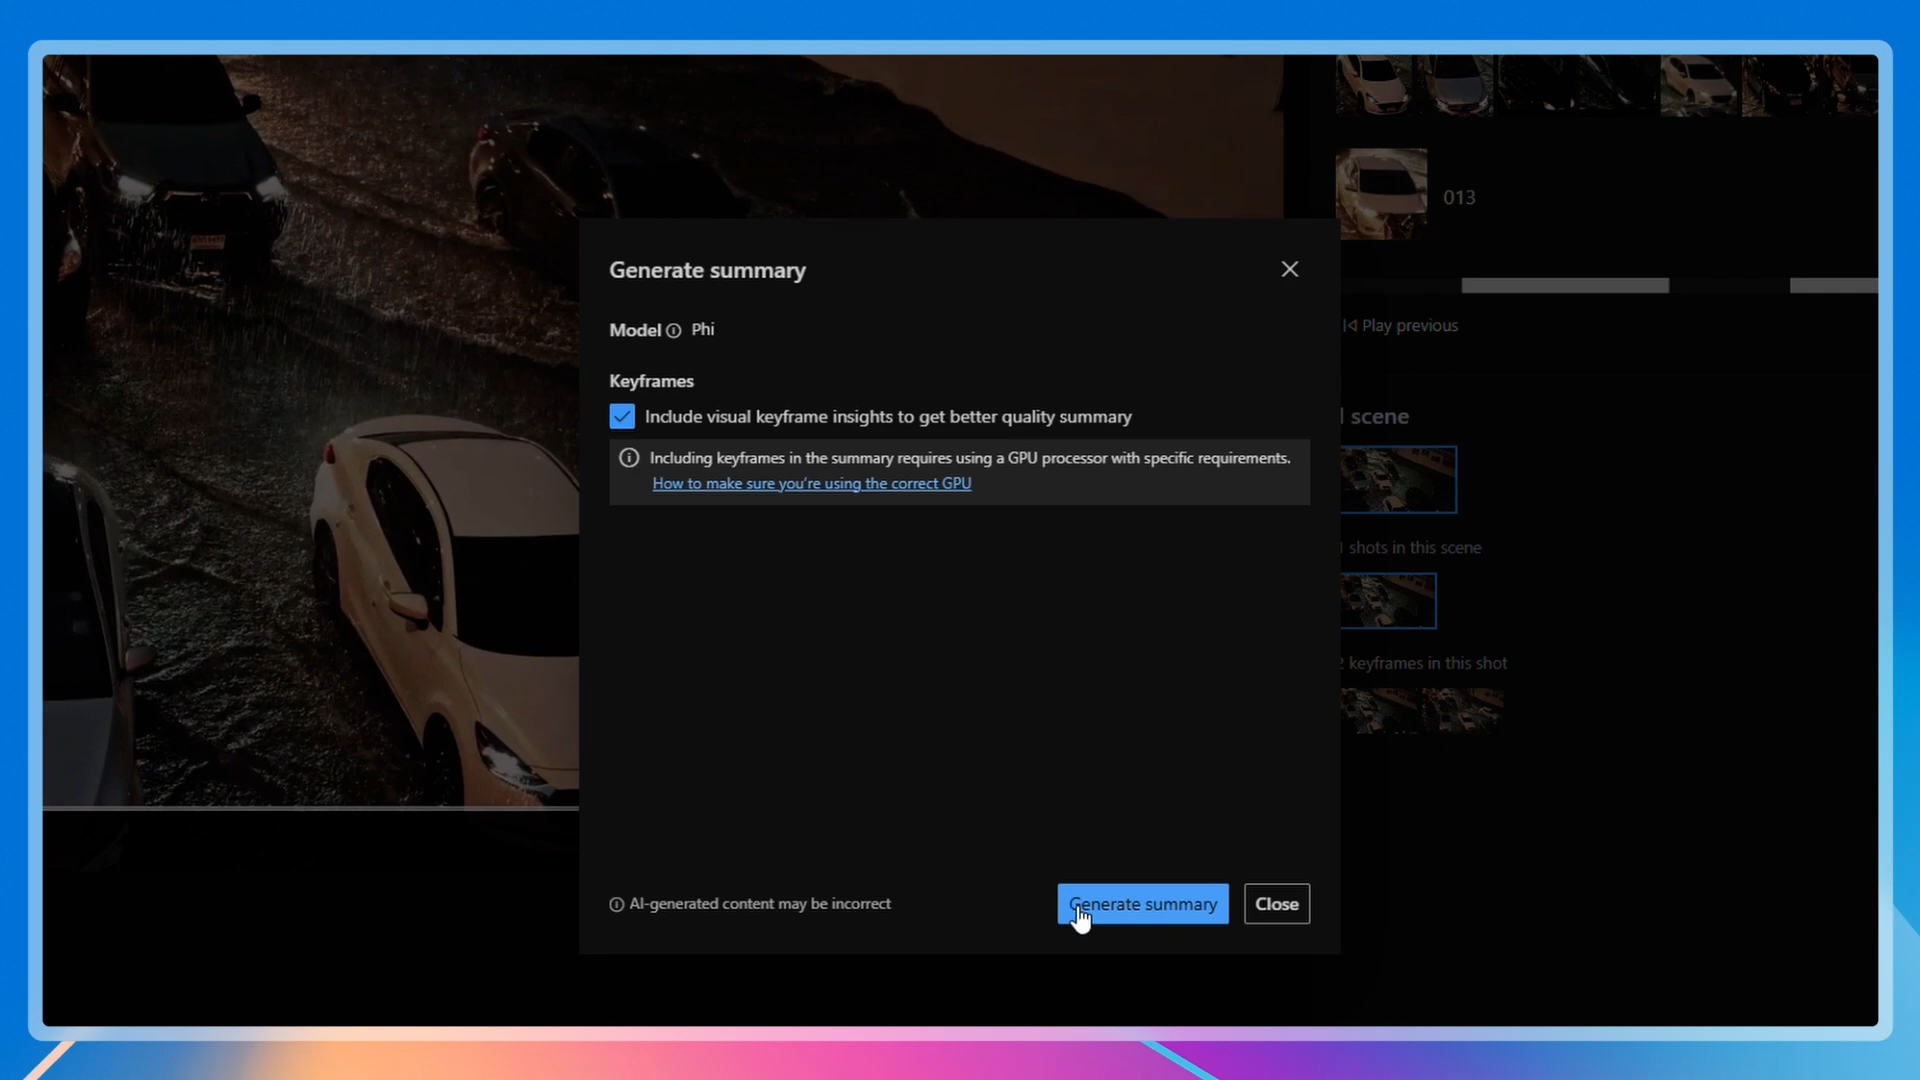 013
Generate summary
Model Phi
Play previous
Keyframes
Include visual keyframe insights to get better quality summary
scene
Including keyframes in the summary requires using a GPU processor with specific requirements.
How to make sure you're using the correct GPU
shots in this scene
keyframes in this shot
AI-generated content may be incorrect
Generate summary
Close